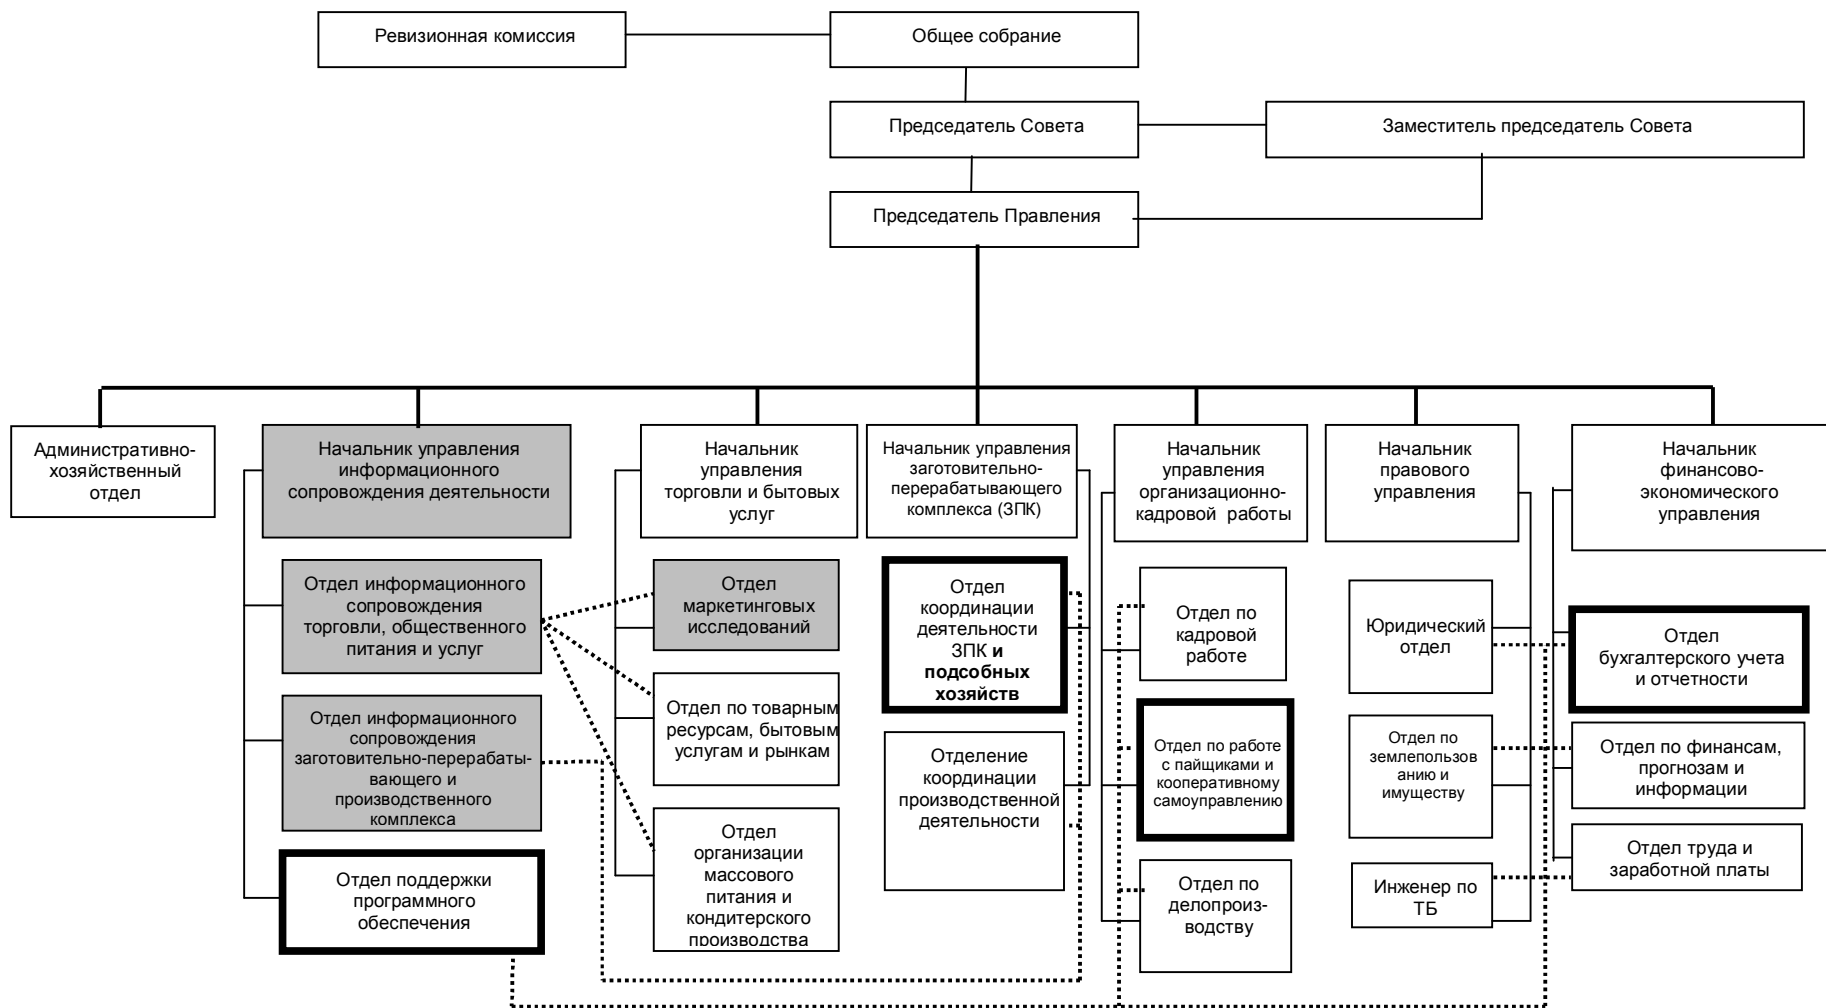 Ревизионная комиссия
Общее собрание
Председатель Совета
Заместитель председатель Совета
Председатель Правления
Административно-
хозяйственный
отдел
Начальник управления
информационного
сопровождения деятельности
Начальник
управления
торговли и бытовых
услуг
Начальник управления
заготовительно-
перерабатывающего
комплекса (ЗПК)
Начальник
управления
организационно-
кадровой работы
Начальник
правового
управления
Начальник
финансово-
экономического
управления
Отдел информационного
сопровождения
торговли, общественного
питания и услуг
Отдел информационного
сопровождения
заготовительно-перерабаты-
вающего и
производственного
комплекса
Отдел поддержки
программного
обеспечения
Отдел
маркетинговых
исследований
Отдел по товарным
ресурсам, бытовым
услугам и рынкам
Отдел
организации
массового
питания и
кондитерского
производства
Отдел
координации
деятельности
ЗПК и
подсобных
хозяйств
Отделение
координации
производственной
деятельности
Отдел по
кадровой
работе
Отдел по работе
с пайщиками и
кооперативному
самоуправлению
Отдел по
делопроиз-
водству
Юридический
отдел
Отдел по
землепользов
анию и
имуществу
Инженер по
ТБ
Отдел
бухгалтерского учета
и отчетности
Отдел по финансам,
прогнозам и
информации
Отдел труда и
заработной платы